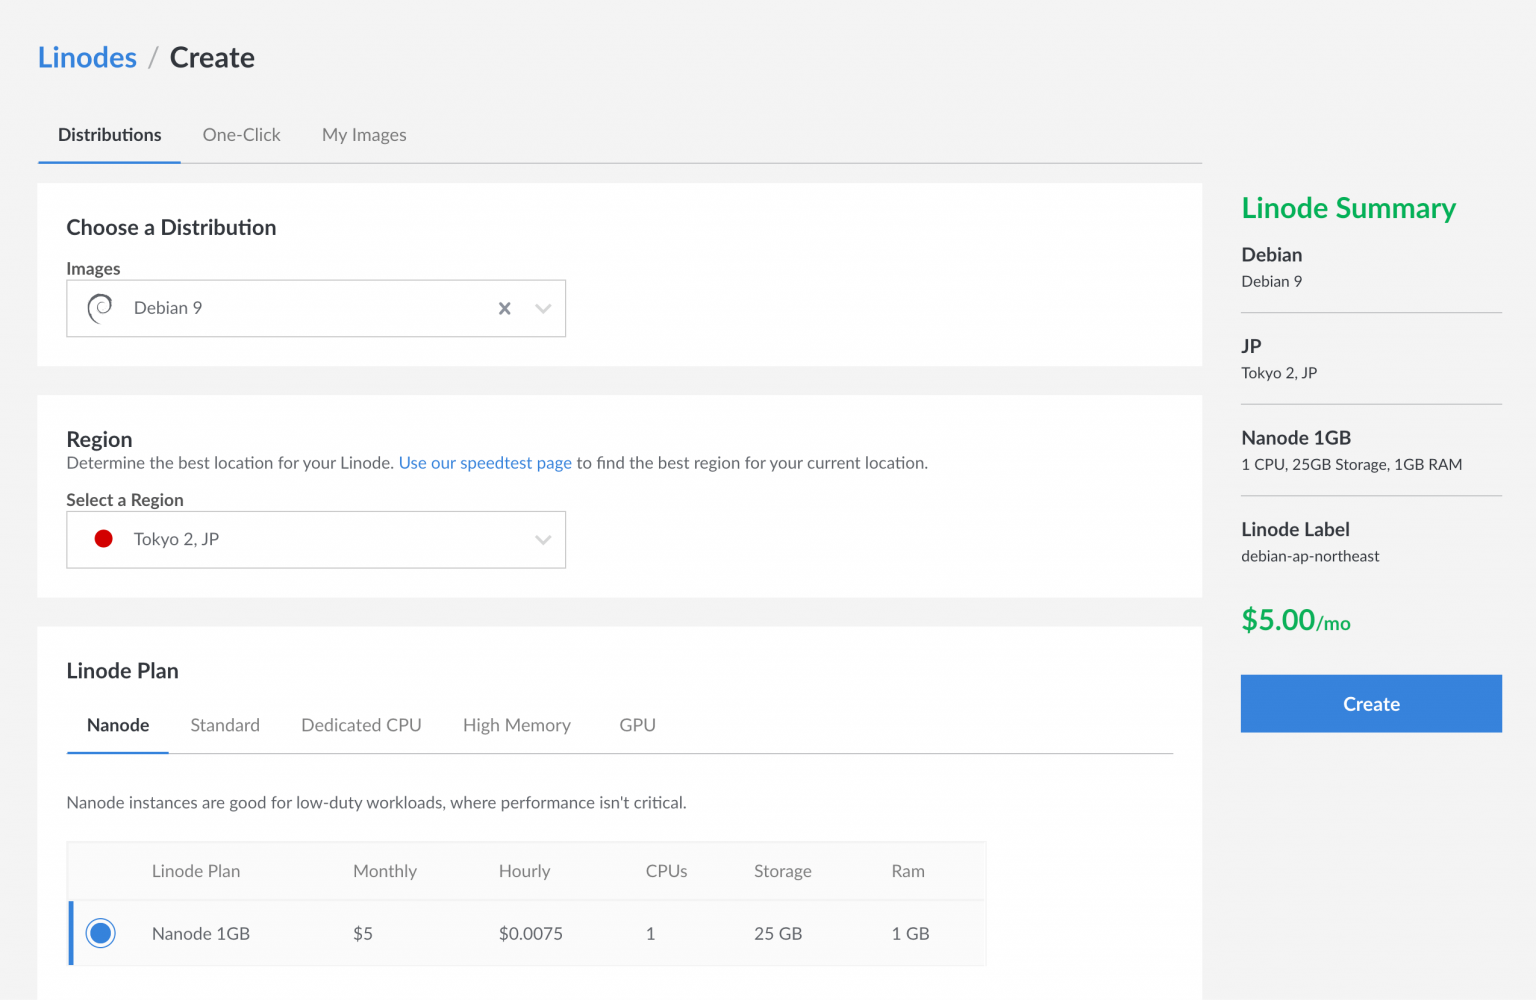 Linodes / Create
Distributions One-Click My Images
Choose a Distribution
Images
Debian 9
Region
Determine the best location for your Linode. Use our speedtest page to find the best region for your current location.
Select a Region
Tokyo 2, JP
Linode Plan
Nanode Standard Dedicated CPU High Memory GPU
Nanode instances are good for low-duty workloads, where performance isn't critical.
Linode Plan Monthly Hourly CPUs Storage Ram
Nanode 1GB $5 $0.0075 1 25 GB 1 GB
Linode Summary
Debian
Debian 9
JP
Tokyo 2, JP
Nanode 1GB
1 CPU, 25GB Storage, 1GB RAM
Linode Label
debian-ap-northeast
$5.00/mo
Create